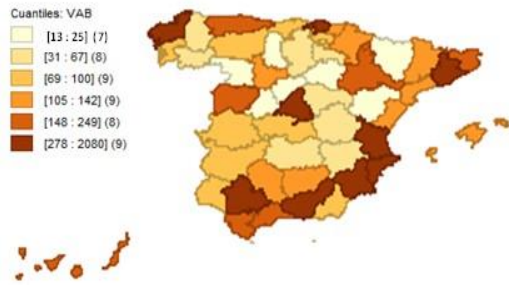 Cuantiles: VAB
[13 : 25] (7)
[31 : 67] (8)
[69 : 100] (9)
[105 : 142] (9)
[148 : 249] (8)
[278 : 2080] (9)